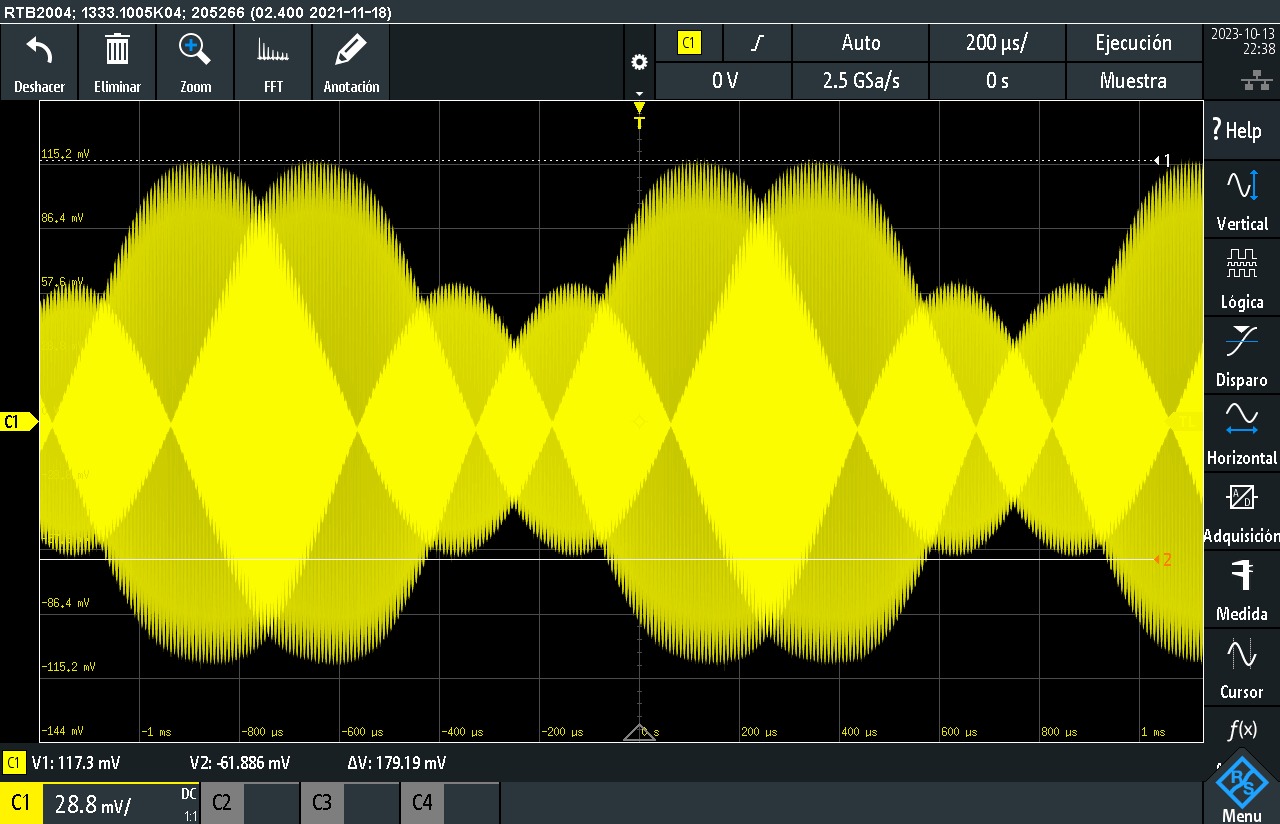 RTB2004; 1333.1005K04; 205266 (02.400 2021-11-18)
Deshacer
Eliminar
Zoom
FFT
Anotación
C1
Auto
200 µs/
Ejecución
0 V
2.5 GSa/s
0 s
Muestra
2023-10-13
22:38
T
115.2 mV
1
86.4 mV
57.6 mV
C1
TL
2
-86.4 mV
-115.2 mV
-144 mV
-1 ms
-800 µs
-600 µs
-400 µs
-200 µs
0 s
200 µs
400 µs
600 µs
800 µs
1 ms
? Help
Vertical
Lógica
Disparo
Horizontal
A/D
Adquisición
Medida
Cursor
f(x)
R&S
Menu
C1 V1: 117.3 mV V2: -61.886 mV ΔV: 179.19 mV
C1 28.8 mV/ DC 1:1
C2
C3
C4